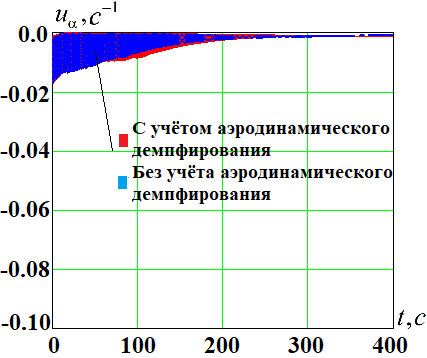 uα, c⁻¹
0.0
-0.02
-0.04
-0.06
-0.08
-0.10
С учётом аэродинамического
демпфирования
Без учёта аэродинамического
демпфирования
t, c
0 100 200 300 400